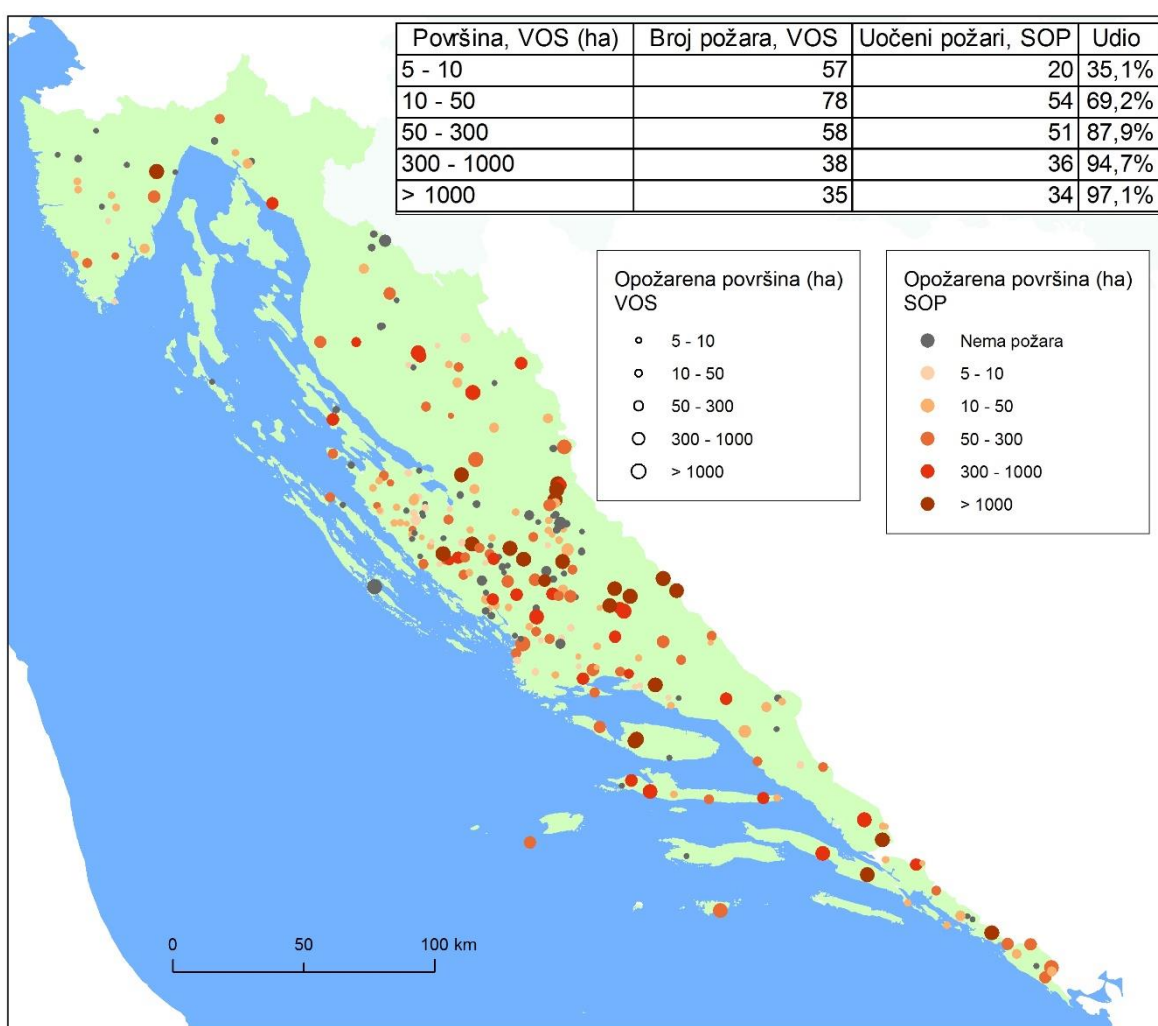 Površina, VOS (ha) Broj požara, VOS Uočeni požari, SOP Udio
5 - 10 57 20 35,1%
10 - 50 78 54 69,2%
50 - 300 58 51 87,9%
300 - 1000 38 36 94,7%
> 1000 35 34 97,1%
Opožarena površina (ha)
VOS
5 - 10
10 - 50
50 - 300
300 - 1000
> 1000
Opožarena površina (ha)
SOP
Nema požara
5 - 10
10 - 50
50 - 300
300 - 1000
> 1000
0 50 100 km